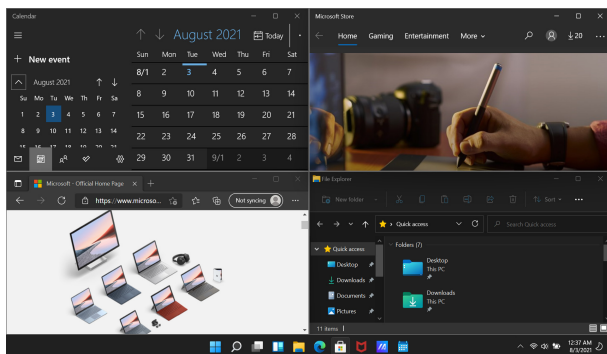 Calendar
August 2021
Today
New event
Sun Mon Tue Wed Thu Fri Sat
8/1 2 3 4 5 6 7
8 9 10 11 12 13 14
15 16 17 18 19 20 21
22 23 24 25 26 27 28
29 30 31 9/1 2 3 4
August 2021
Su Mo Tu We Th Fr Sa
1 2 3 4 5 6 7
8 9 10 11 12 13 14
15 16 17 18 19 20 21
Microsoft Store
Home Gaming Entertainment More
20
Microsoft - Official Home Page
https://www.microso...
Not syncing
File Explorer
New folder
Sort
Quick access
Search Quick access
Quick access
Desktop
Downloads
Documents
Pictures
Folders (7)
Desktop
This PC
Downloads
This PC
11 items
12:37 AM
8/3/2021
2